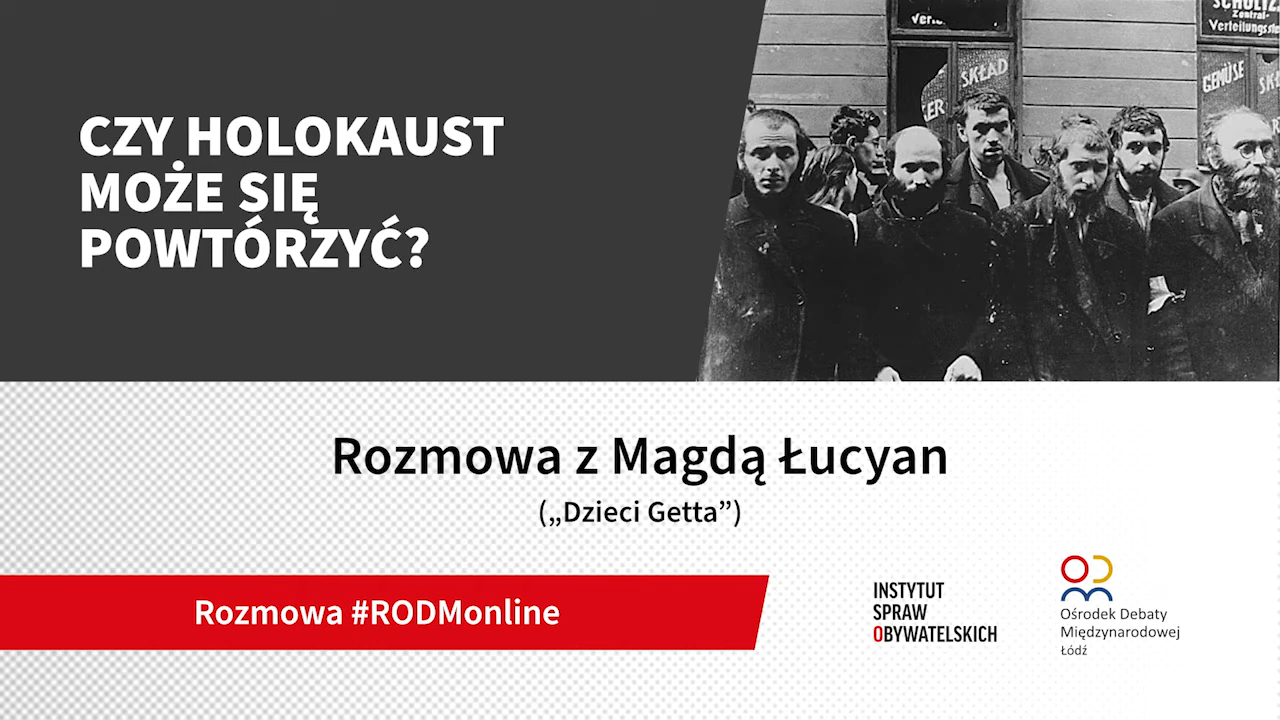 CZY HOLOKAUST
MOŻE SIĘ
POWTÓRZYĆ?
SKŁAD
Zentral-
GEMÜSE
Rozmowa z Magdą Łucyan
(„Dzieci Getta”)
Rozmowa #RODMonline
INSTYTUT
SPRAW
OBYWATELSKICH
Ośrodek Debaty
Międzynarodowej
Łódź